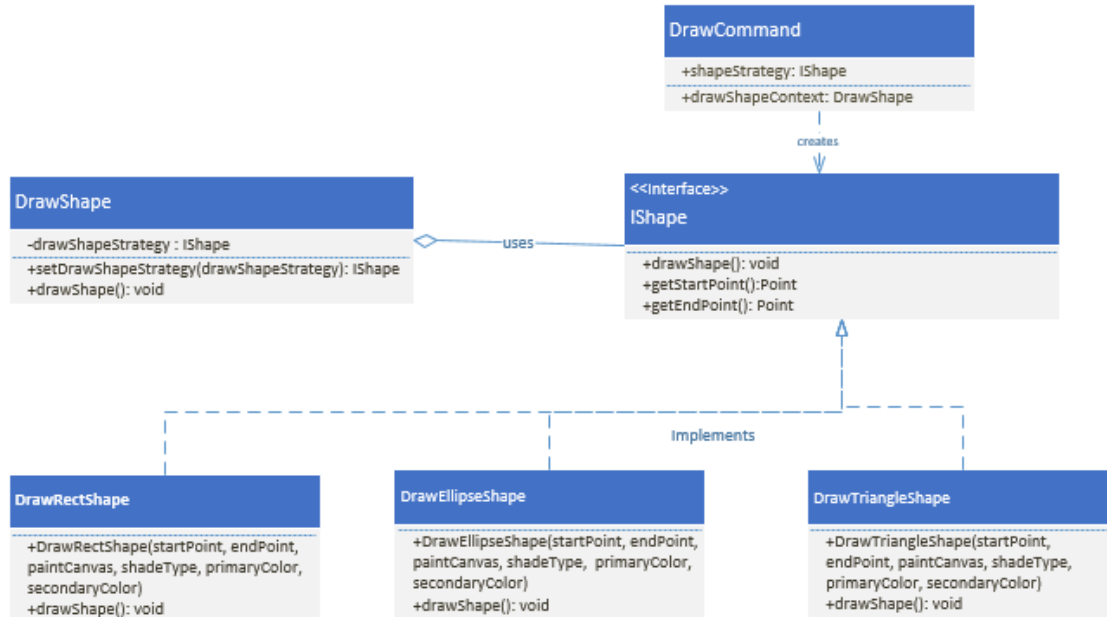 DrawCommand
+shapeStrategy: IShape
+drawShapeContext: DrawShape
creates
DrawShape
-drawShapeStrategy : IShape
+setDrawShapeStrategy(drawShapeStrategy): IShape
+drawShape(): void
uses
<<Interface>>
IShape
+drawShape(): void
+getStartPoint():Point
+getEndPoint(): Point
Implements
DrawRectShape
+DrawRectShape(startPoint, endPoint,
paintCanvas, shadeType, primaryColor,
secondaryColor)
+drawShape(): void
DrawEllipseShape
+DrawEllipseShape(startPoint, endPoint,
paintCanvas, shadeType, primaryColor,
secondaryColor)
+drawShape(): void
DrawTriangleShape
+DrawTriangleShape(startPoint,
endPoint, paintCanvas, shadeType,
primaryColor, secondaryColor)
+drawShape(): void